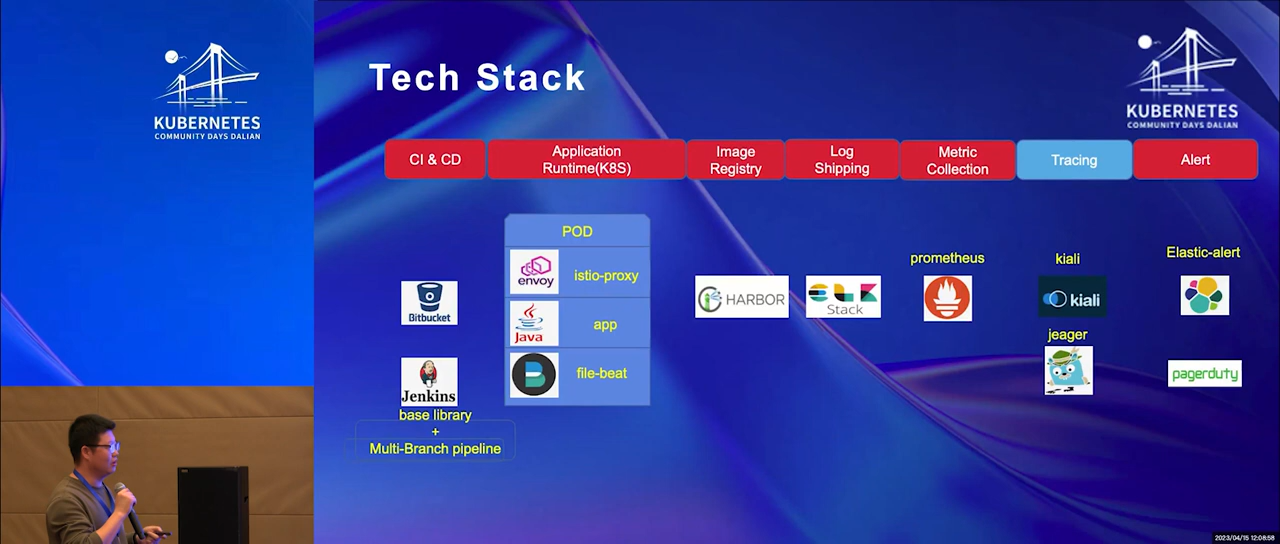 KUBERNETES
COMMUNITY DAYS DALIAN
Tech Stack
KUBERNETES
COMMUNITY DAYS DALIAN
CI & CD
Application
Runtime(K8S)
Image
Registry
Log
Shipping
Metric
Collection
Tracing
Alert
POD
envoy
istio-proxy
Java
app
file-beat
Bitbucket
Jenkins
base library
+
Multi-Branch pipeline
HARBOR
ELK
Stack
prometheus
kiali
kiali
jeager
Elastic-alert
pagerduty
2023/04/15 12:08:58